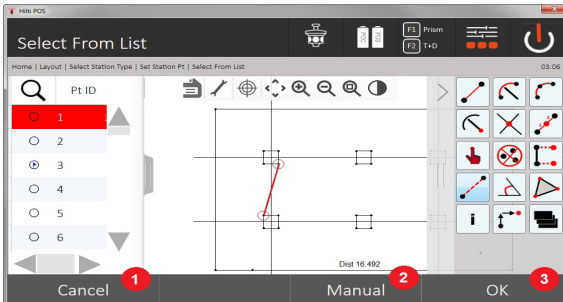 Hilti POS
Select From List
POC
POS
F1 Prism
F2 T+D
Home | Layout | Select Station Type | Set Station Pt | Select From List
03:06
Pt ID
1
2
3
4
5
6
Dist 16.492
1
2
3
Cancel
Manual
OK